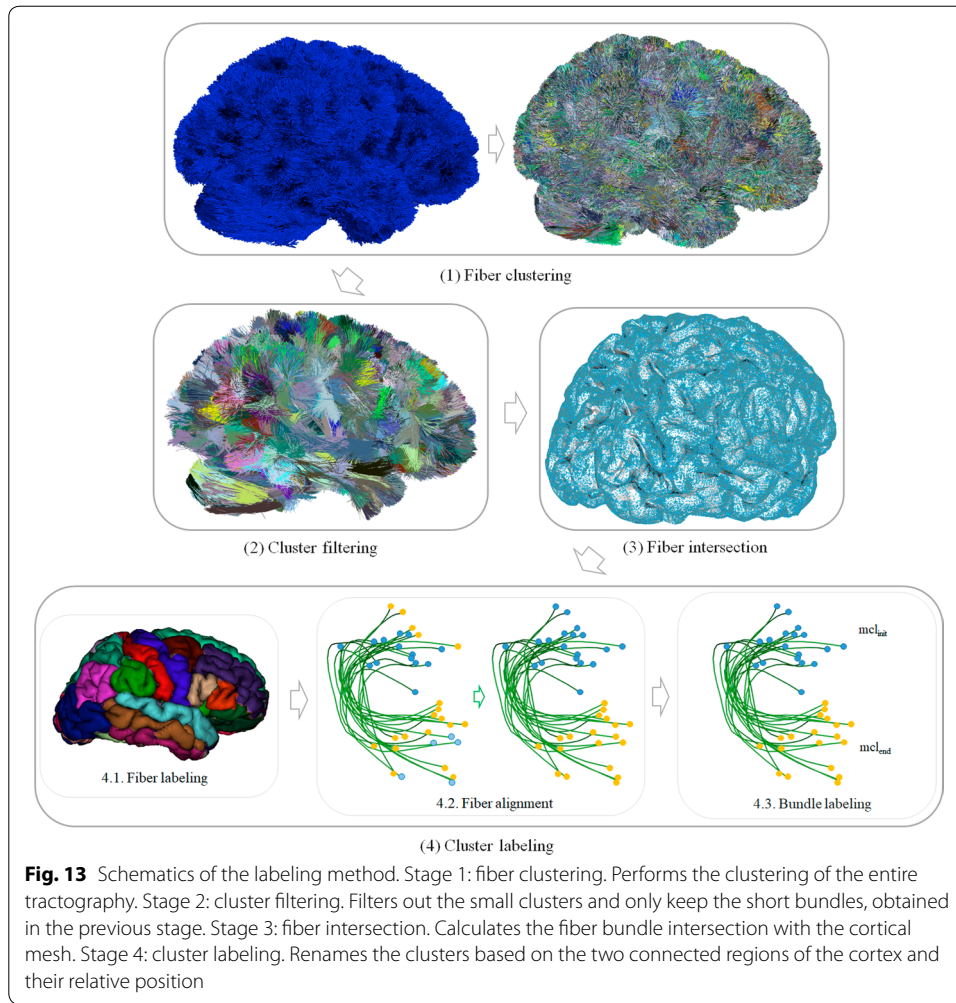 (1) Fiber clustering
(2) Cluster filtering
(3) Fiber intersection
mclinit
mclend
4.1. Fiber labeling
4.2. Fiber alignment
4.3. Bundle labeling
(4) Cluster labeling
Fig. 13 Schematics of the labeling method. Stage 1: fiber clustering. Performs the clustering of the entire
tractography. Stage 2: cluster filtering. Filters out the small clusters and only keep the short bundles, obtained
in the previous stage. Stage 3: fiber intersection. Calculates the fiber bundle intersection with the cortical
mesh. Stage 4: cluster labeling. Renames the clusters based on the two connected regions of the cortex and
their relative position